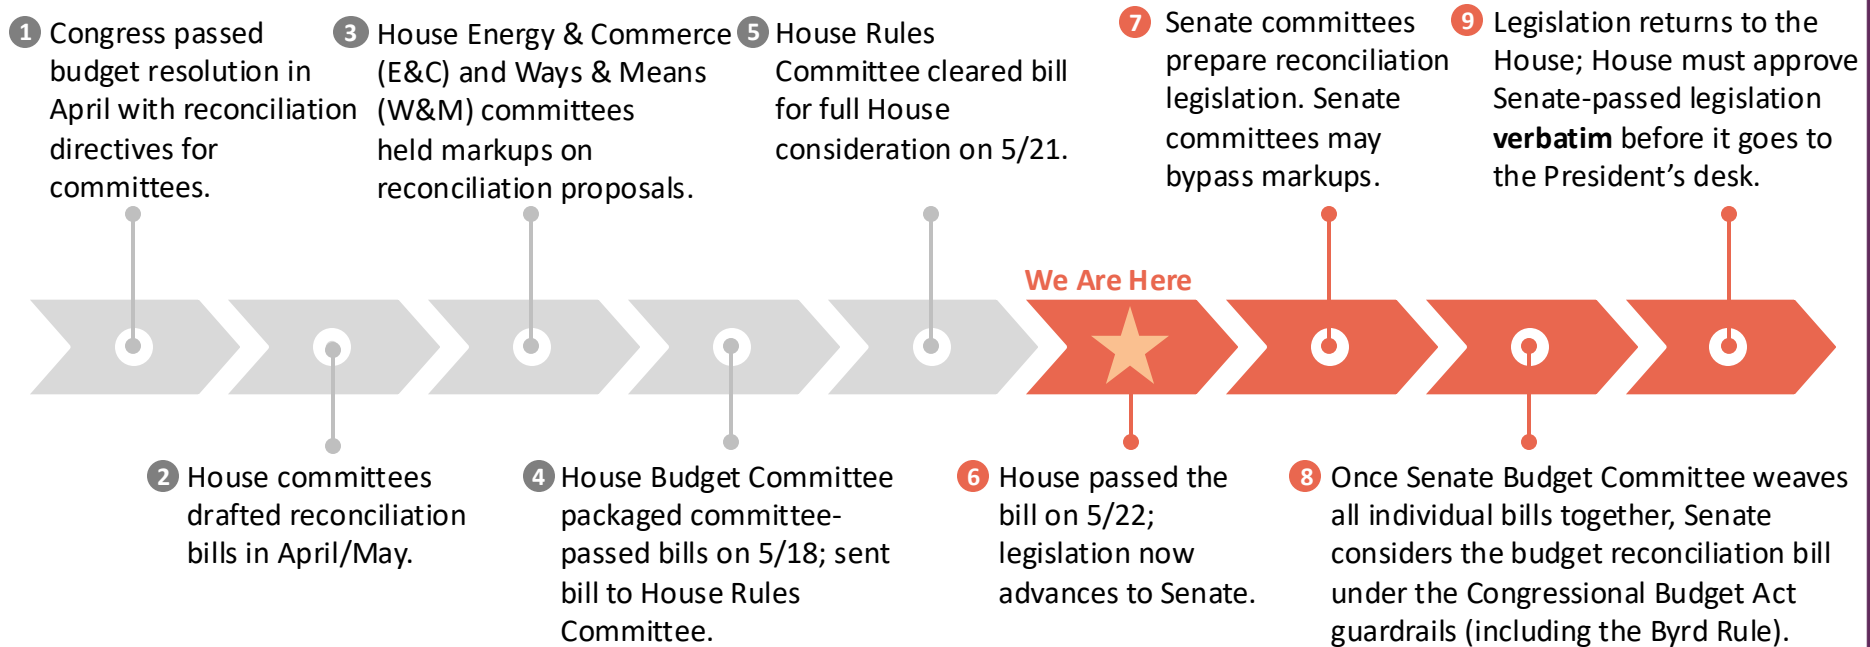 1 Congress passed
budget resolution in
April with reconciliation
directives for
committees.
3 House Energy & Commerce
(E&C) and Ways & Means
(W&M) committees
held markups on
reconciliation proposals.
5 House Rules
Committee cleared bill
for full House
consideration on 5/21.
7 Senate committees
prepare reconciliation
legislation. Senate
committees may
bypass markups.
9 Legislation returns to the
House; House must approve
Senate-passed legislation
verbatim before it goes to
the President’s desk.
We Are Here
2 House committees
drafted reconciliation
bills in April/May.
4 House Budget Committee
packaged committee-
passed bills on 5/18; sent
bill to House Rules
Committee.
6 House passed the
bill on 5/22;
legislation now
advances to Senate.
8 Once Senate Budget Committee weaves
all individual bills together, Senate
considers the budget reconciliation bill
under the Congressional Budget Act
guardrails (including the Byrd Rule).